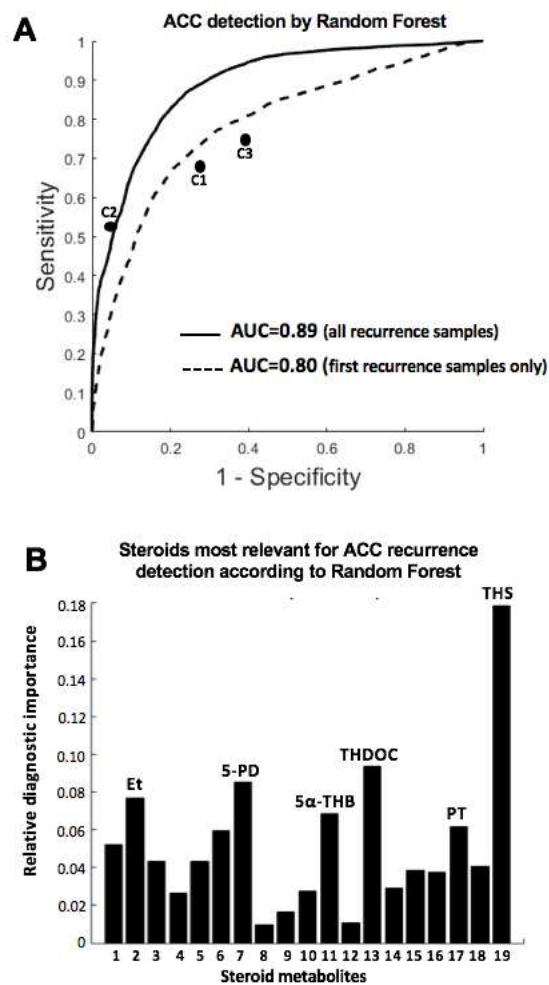 A
ACC detection by Random Forest
1
0.9
0.8
0.7
0.6
0.5
0.4
0.3
0.2
0.1
0
Sensitivity
C2
C1
C3
AUC=0.89 (all recurrence samples)
AUC=0.80 (first recurrence samples only)
0 0.2 0.4 0.6 0.8 1
1 - Specificity
B
Steroids most relevant for ACC recurrence
detection according to Random Forest
0.18
0.16
0.14
0.12
0.10
0.08
0.06
0.04
0.02
0
Relative diagnostic importance
Et
5-PD
5α-THB
THDOC
PT
THS
1 2 3 4 5 6 7 8 9 10 11 12 13 14 15 16 17 18 19
Steroid metabolites